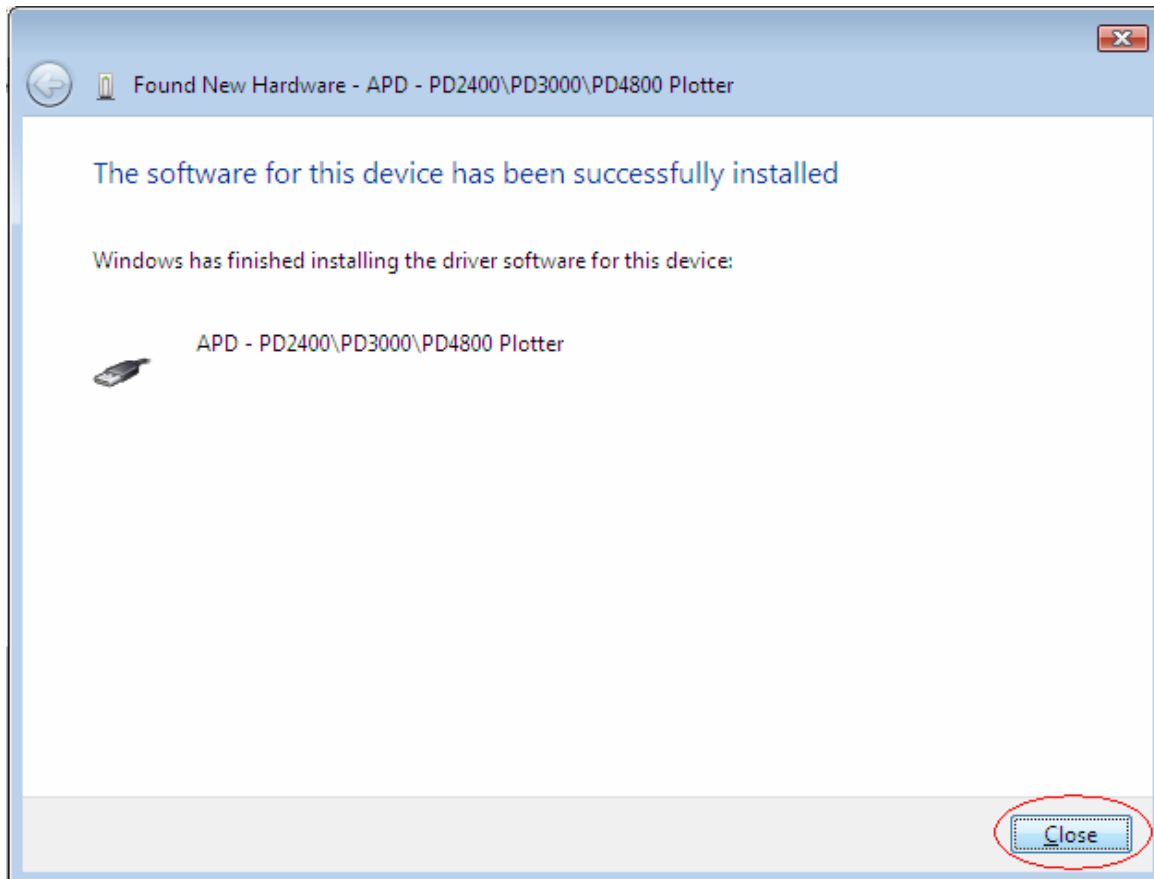 Found New Hardware - APD - PD2400\PD3000\PD4800 Plotter
The software for this device has been successfully installed
Windows has finished installing the driver software for this device:
APD - PD2400\PD3000\PD4800 Plotter
Close